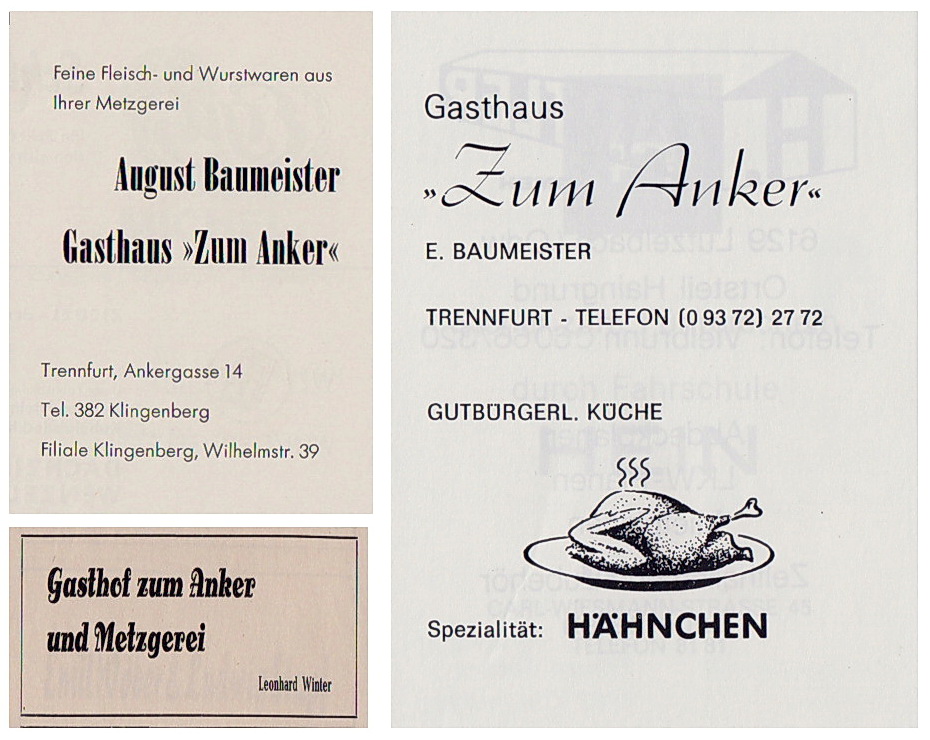 Feine Fleisch- und Wurstwaren aus
Ihrer Metzgerei
August Baumeister
Gasthaus »Zum Anker«
Trennfurt, Ankergasse 14
Tel. 382 Klingenberg
Filiale Klingenberg, Wilhelmstr. 39
Gasthof zum Anker
und Metzgerei
Leonhard Winter
Gasthaus
»Zum Anker«
E. BAUMEISTER
TRENNFURT - TELEFON (0 93 72) 27 72
GUTBÜRGERL. KÜCHE
Spezialität: HÄHNCHEN